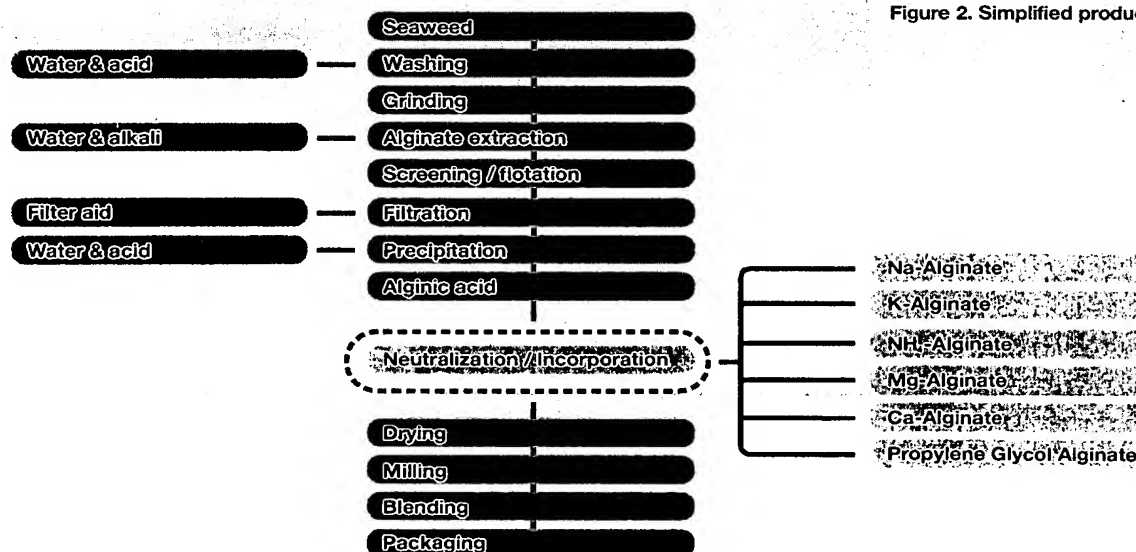 Figure 2. Simplified produc
Seaweed
Water & acid
Washing
Grinding
Water & alkali
Alginate extraction
Screening / flotation
Filter aid
Filtration
Water & acid
Precipitation
Alginic acid
Neutralization / Incorporation
Na-Alginate
K-Alginate
NH₄-Alginate
Mg-Alginate
Ca-Alginate
Propylene Glycol Alginate
Drying
Milling
Blending
Packaging